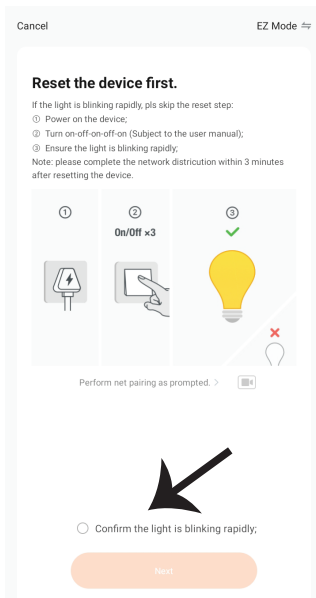 Cancel
EZ Mode
Reset the device first.
If the light is blinking rapidly, pls skip the reset step:
① Power on the device;
② Turn on-off-on-off-on (Subject to the user manual);
③ Ensure the light is blinking rapidly;
Note: please complete the network districution within 3 minutes
after resetting the device.
① ② ③
On/Off ×3
Perform net pairing as prompted. >
Confirm the light is blinking rapidly;
Next